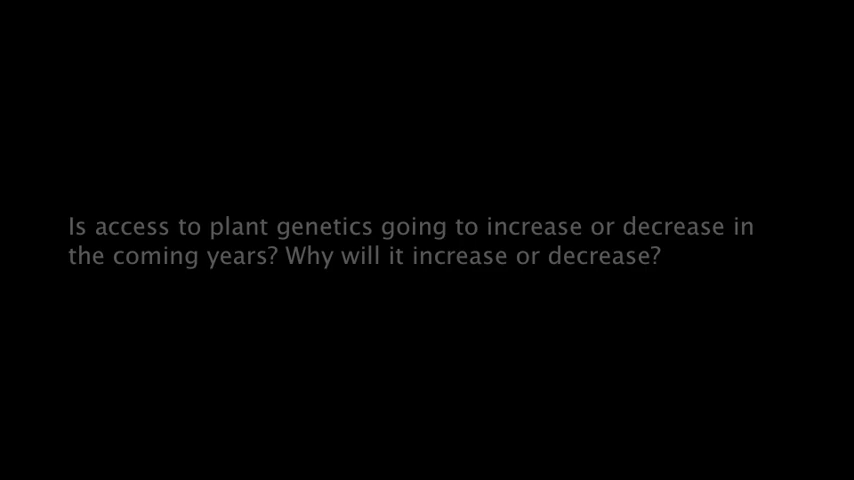 Is access to plant genetics going to increase or decrease in
the coming years? Why will it increase or decrease?